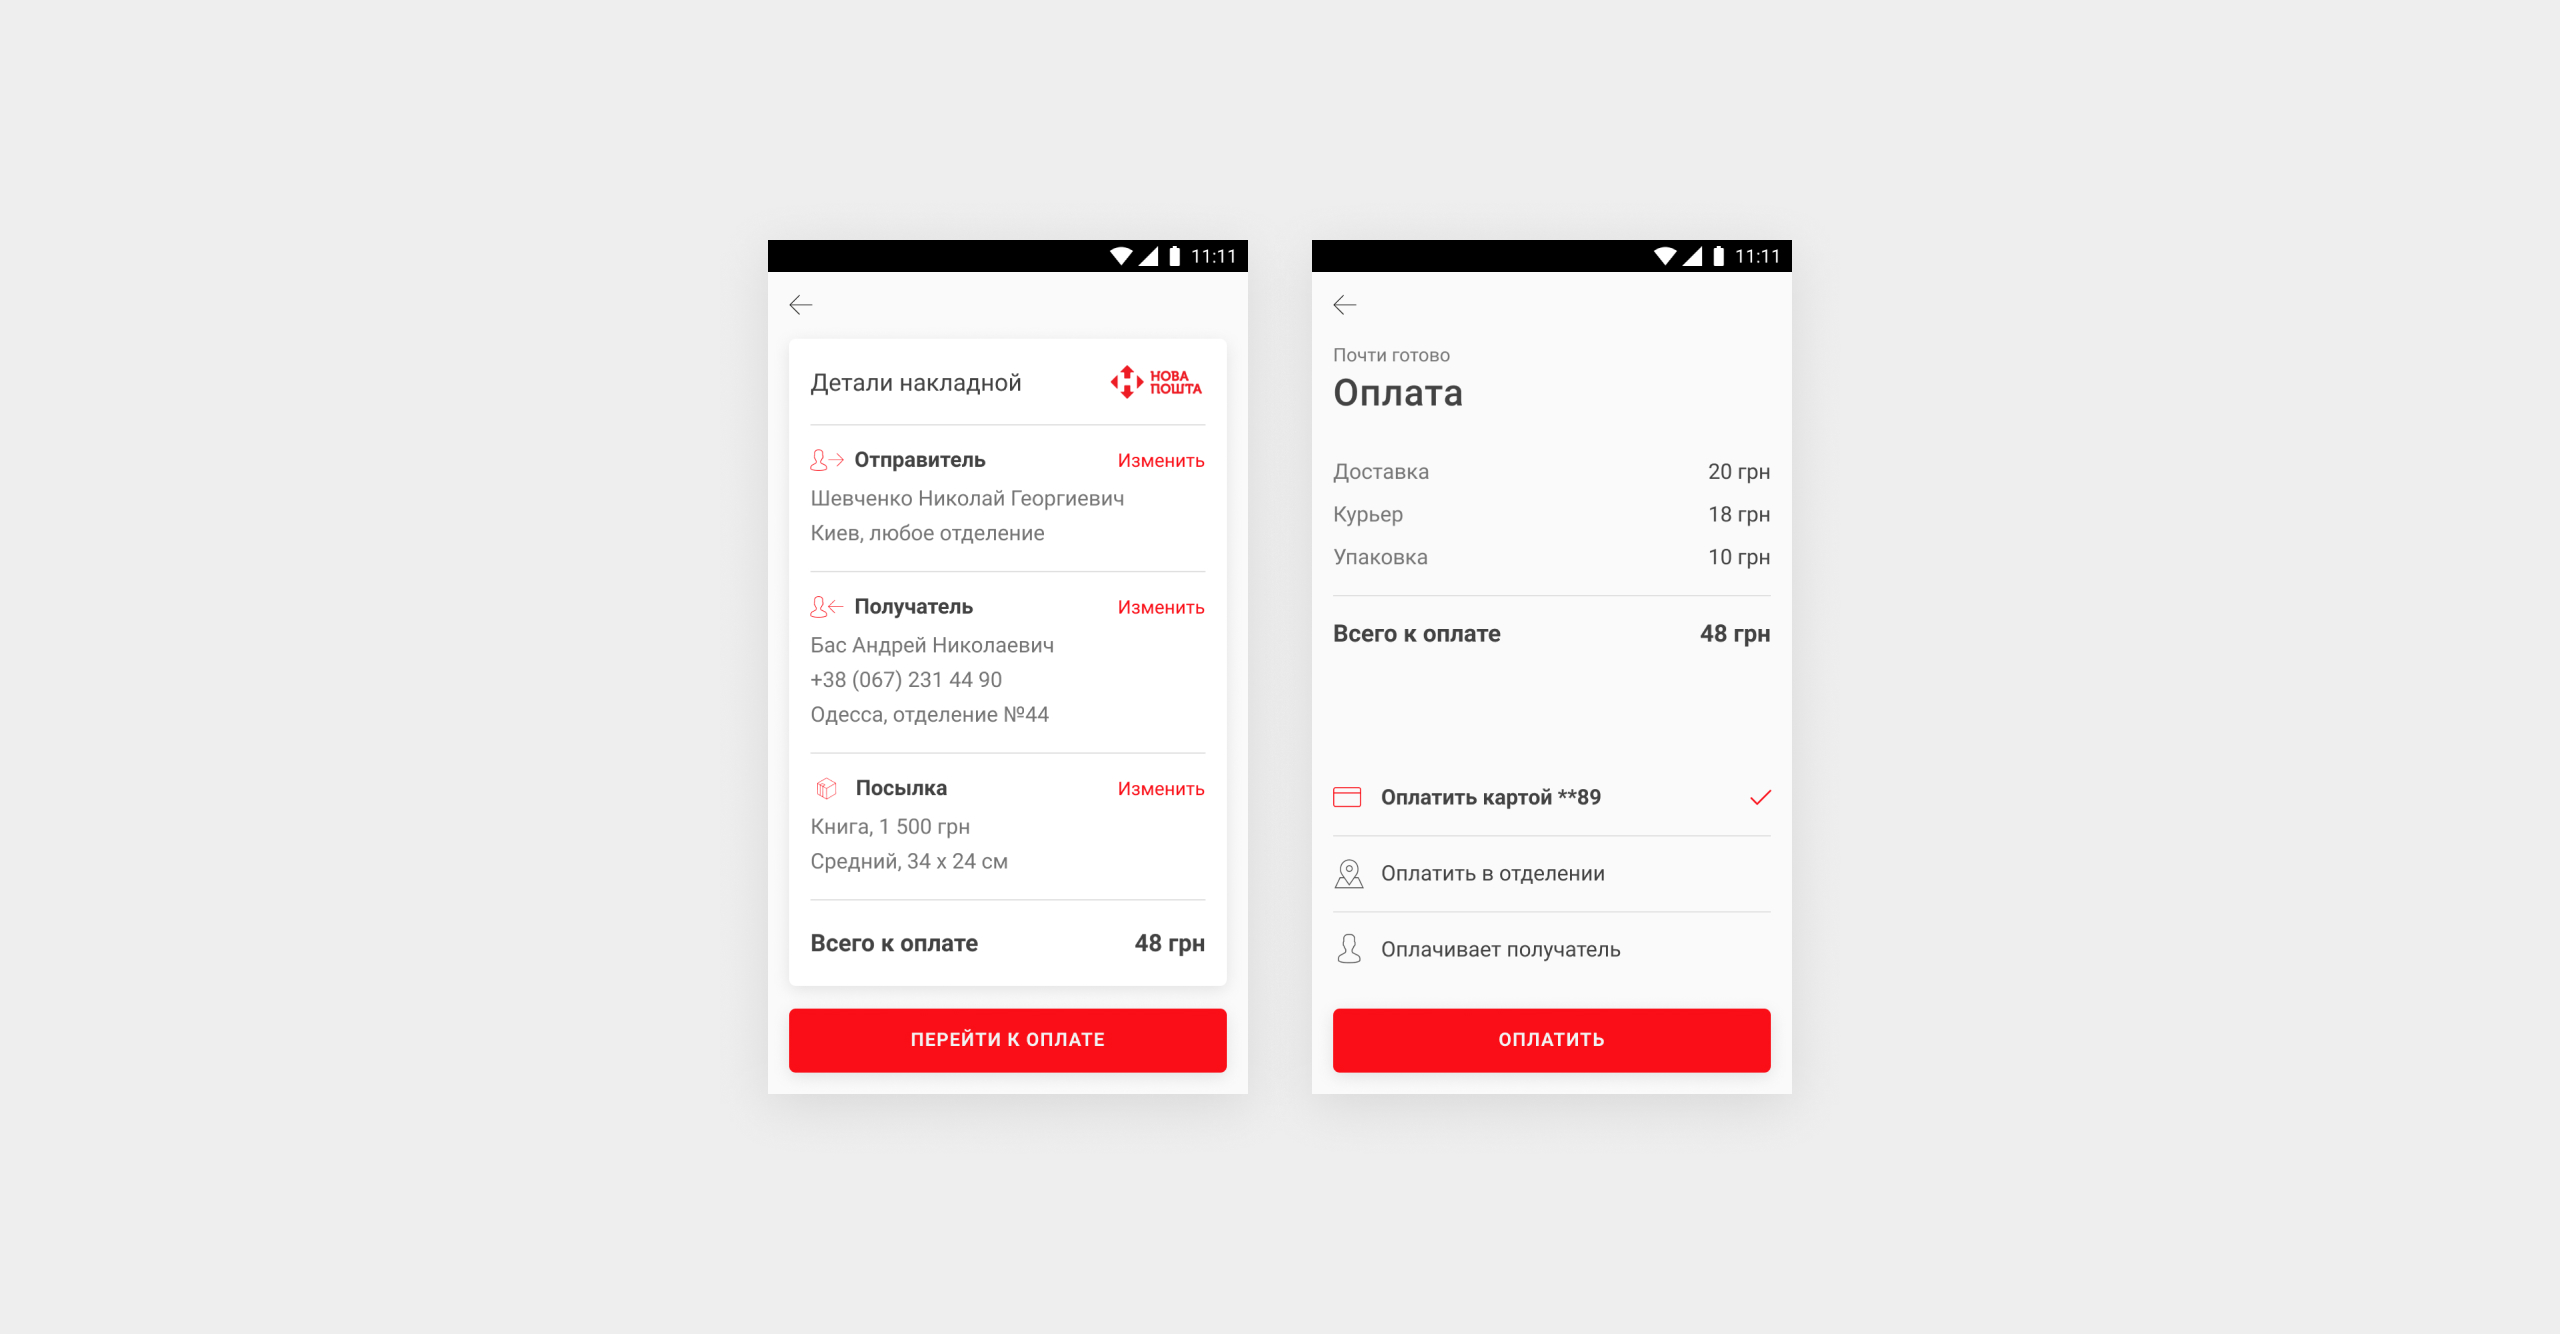 11:11
Детали накладной
НОВА
ПОШТА
Отправитель
Изменить
Шевченко Николай Георгиевич
Киев, любое отделение
Получатель
Изменить
Бас Андрей Николаевич
+38 (067) 231 44 90
Одесса, отделение №44
Посылка
Изменить
Книга, 1 500 грн
Средний, 34 x 24 см
Всего к оплате
48 грн
ПЕРЕЙТИ К ОПЛАТЕ
11:11
Почти готово
Оплата
Доставка
20 грн
Курьер
18 грн
Упаковка
10 грн
Всего к оплате
48 грн
Оплатить картой **89
Оплатить в отделении
Оплачивает получатель
ОПЛАТИТЬ